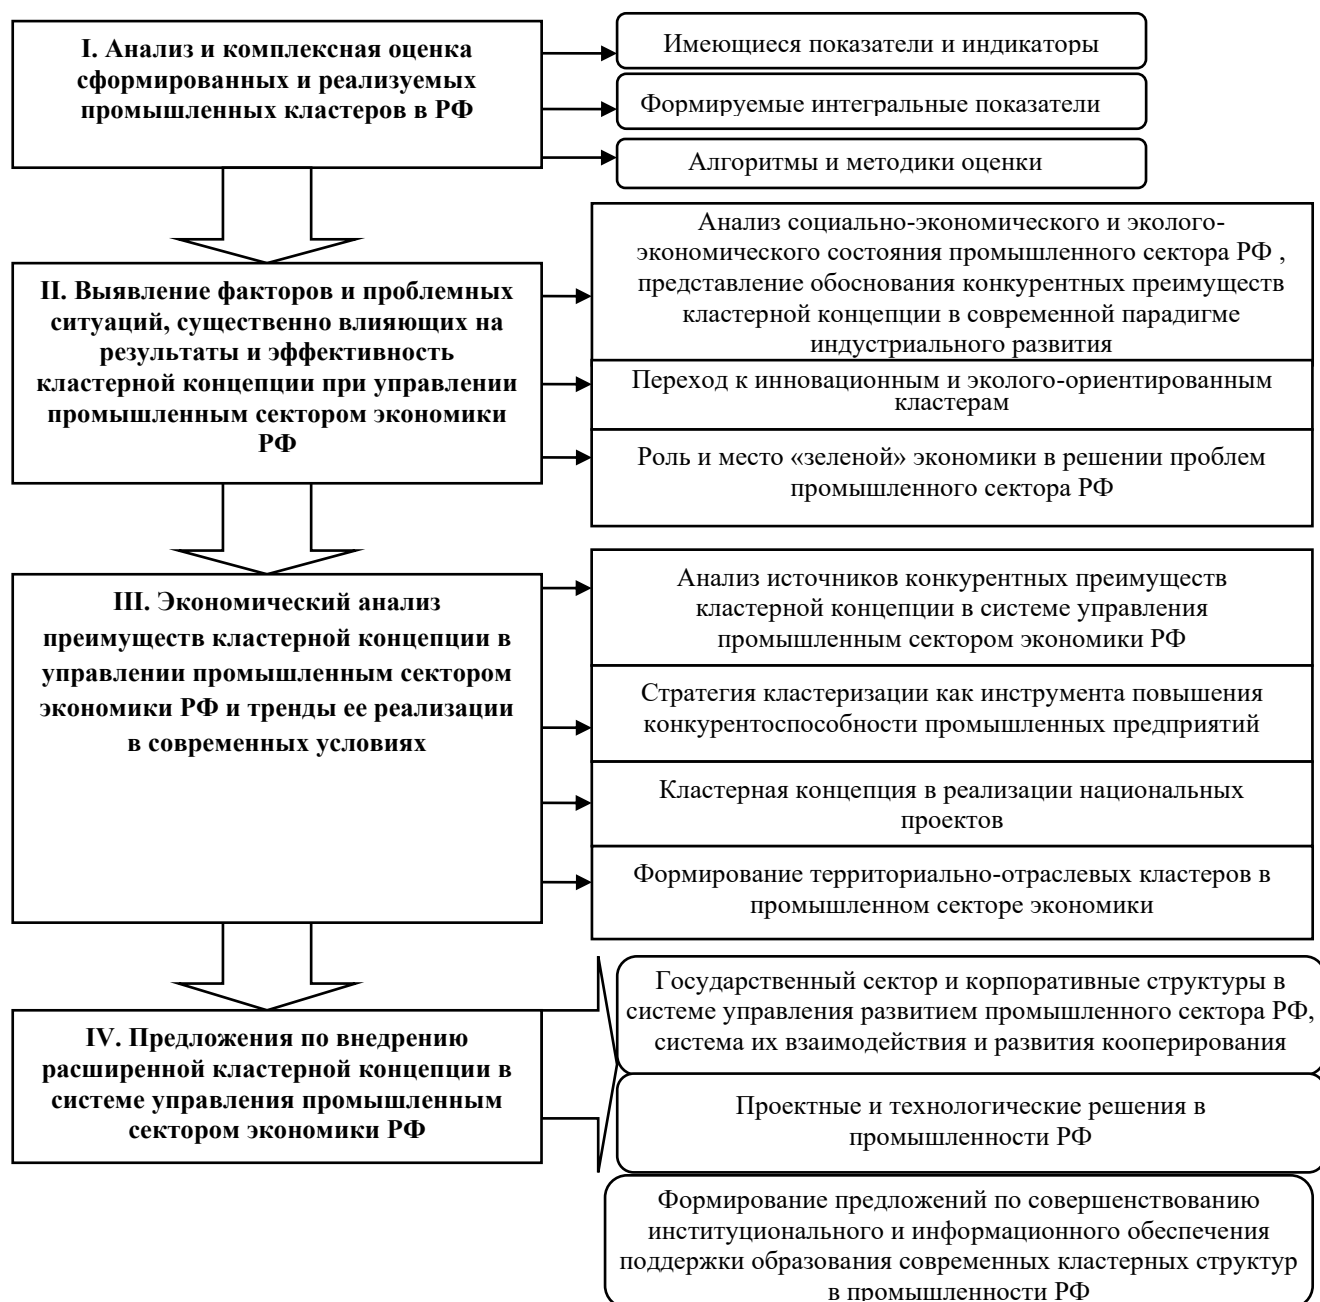 I. Анализ и комплексная оценка
сформированных и реализуемых
промышленных кластеров в РФ
Имеющиеся показатели и индикаторы
Формируемые интегральные показатели
Алгоритмы и методики оценки
II. Выявление факторов и проблемных
ситуаций, существенно влияющих на
результаты и эффективность
кластерной концепции при управлении
промышленным сектором экономики
РФ
Анализ социально-экономического и эколого-
экономического состояния промышленного сектора РФ ,
представление обоснования конкурентных преимуществ
кластерной концепции в современной парадигме
индустриального развития
Переход к инновационным и эколого-ориентированным
кластерам
Роль и место «зеленой» экономики в решении проблем
промышленного сектора РФ
III. Экономический анализ
преимуществ кластерной концепции в
управлении промышленным сектором
экономики РФ и тренды ее реализации
в современных условиях
Анализ источников конкурентных преимуществ
кластерной концепции в системе управления
промышленным сектором экономики РФ
Стратегия кластеризации как инструмента повышения
конкурентоспособности промышленных предприятий
Кластерная концепция в реализации национальных
проектов
Формирование территориально-отраслевых кластеров в
промышленном секторе экономики
IV. Предложения по внедрению
расширенной кластерной концепции в
системе управления промышленным
сектором экономики РФ
Государственный сектор и корпоративные структуры в
системе управления развитием промышленного сектора РФ,
система их взаимодействия и развития кооперирования
Проектные и технологические решения в
промышленности РФ
Формирование предложений по совершенствованию
институционального и информационного обеспечения
поддержки образования современных кластерных структур
в промышленности РФ